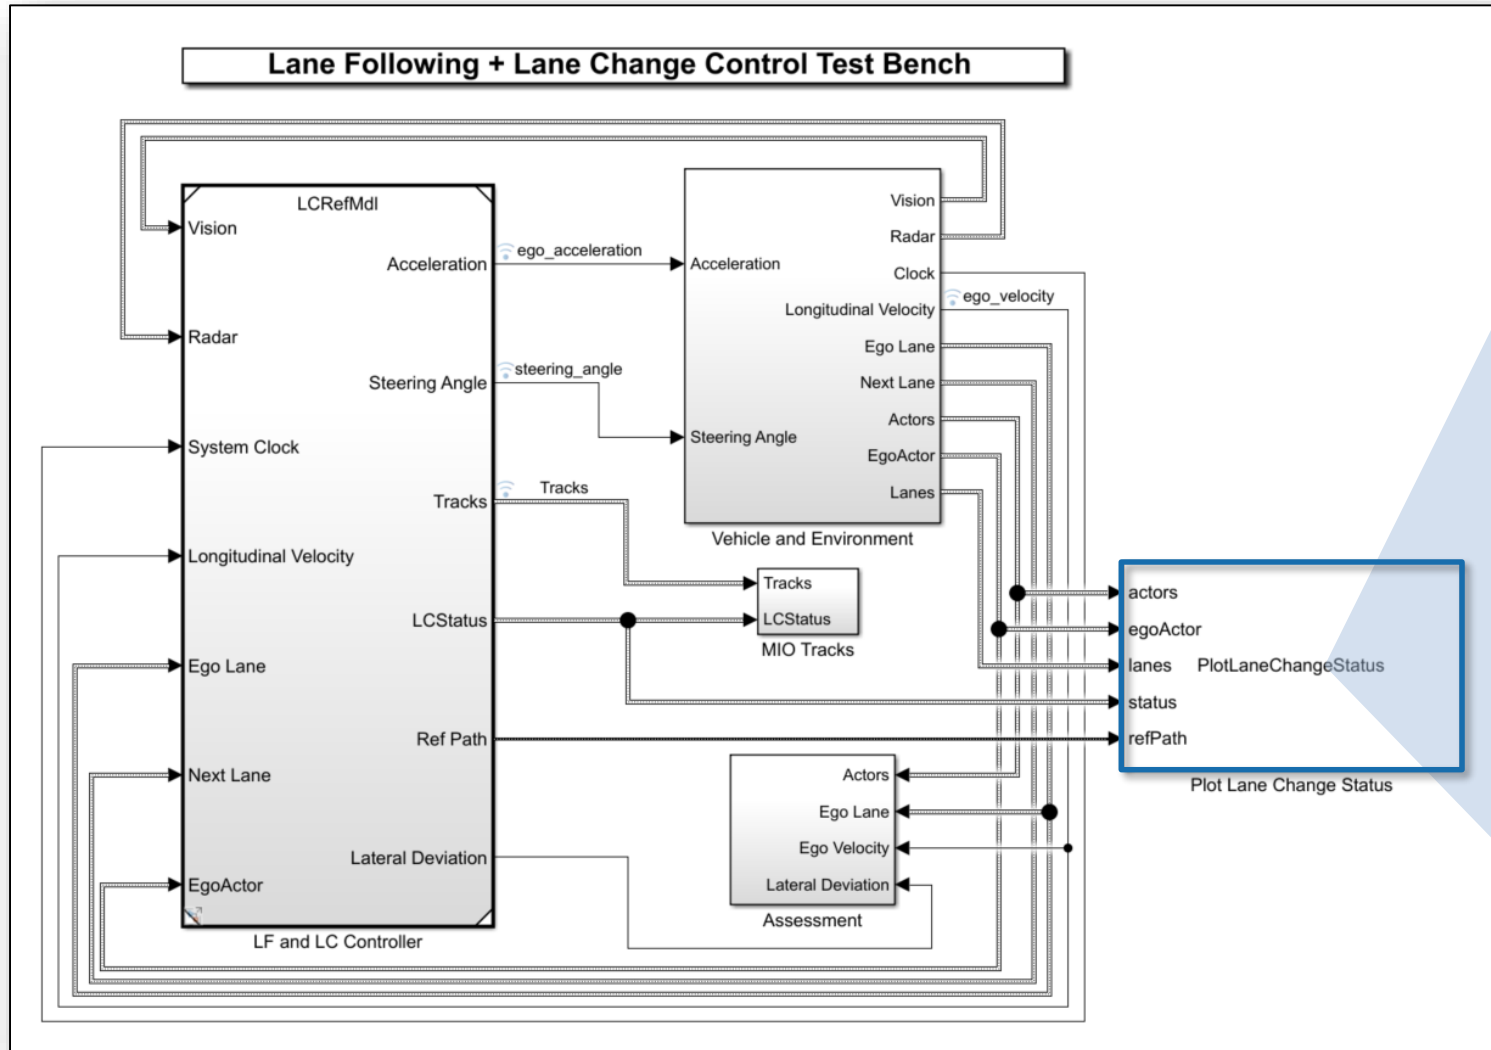 Lane Following + Lane Change Control Test Bench
LCRefMdl
Vision
Radar
System Clock
Longitudinal Velocity
Ego Lane
Next Lane
EgoActor
Acceleration
Steering Angle
Tracks
LCStatus
Ref Path
Lateral Deviation
LF and LC Controller
ego_acceleration
steering_angle
Tracks
Acceleration
Steering Angle
Vision
Radar
Clock
Longitudinal Velocity
Ego Lane
Next Lane
Actors
EgoActor
Lanes
Vehicle and Environment
ego_velocity
Tracks
LCStatus
MIO Tracks
Actors
Ego Lane
Ego Velocity
Lateral Deviation
Assessment
actors
egoActor
lanes PlotLaneChangeStatus
status
refPath
Plot Lane Change Status